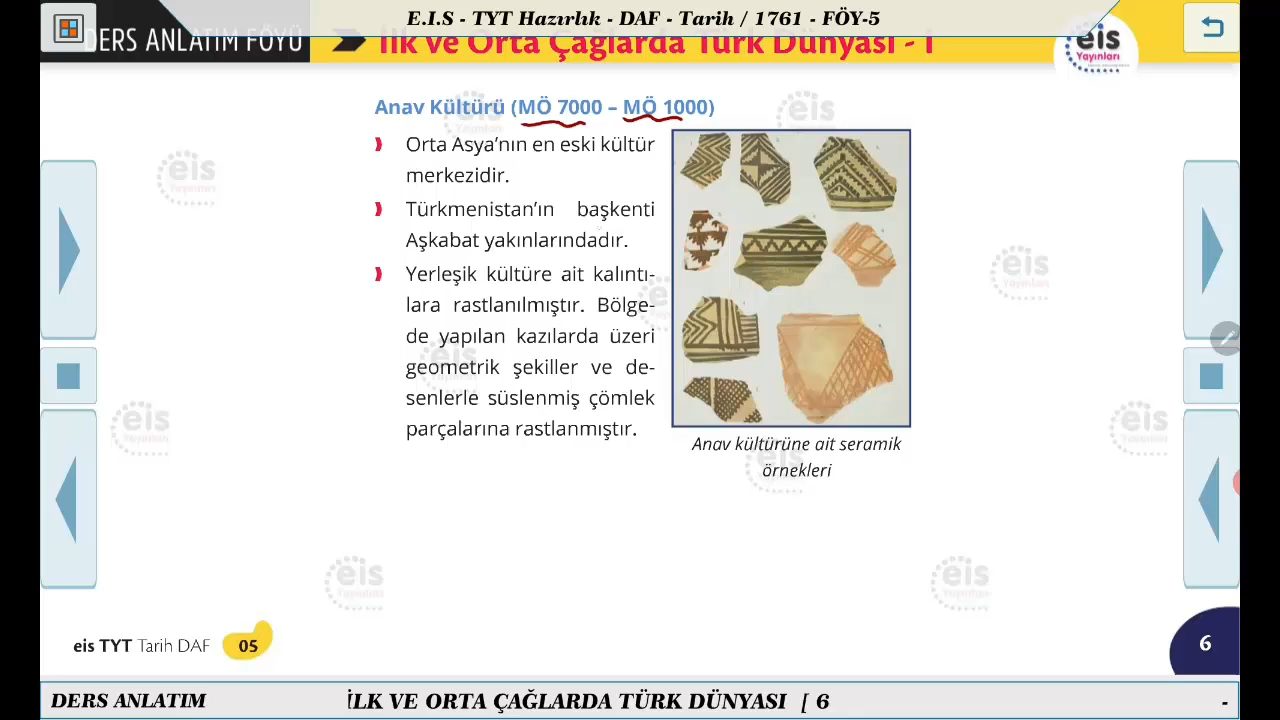 E.I.S - TYT Hazırlık - DAF - Tarih / 1761 - FÖY-5
DERS ANLATIM FÖYÜ
İlk ve Orta Çağlarda Türk Dünyası - I
eis
Yayınları
Anav Kültürü (MÖ 7000 – MÖ 1000)
Orta Asya’nın en eski kültür
merkezidir.
Türkmenistan’ın başkenti
Aşkabat yakınlarındadır.
Yerleşik kültüre ait kalıntı-
lara rastlanılmıştır. Bölge-
de yapılan kazılarda üzeri
geometrik şekiller ve de-
senlerle süslenmiş çömlek
parçalarına rastlanmıştır.
Anav kültürüne ait seramik
örnekleri
eis TYT Tarih DAF 05
6
DERS ANLATIM İLK VE ORTA ÇAĞLARDA TÜRK DÜNYASI [ 6 -